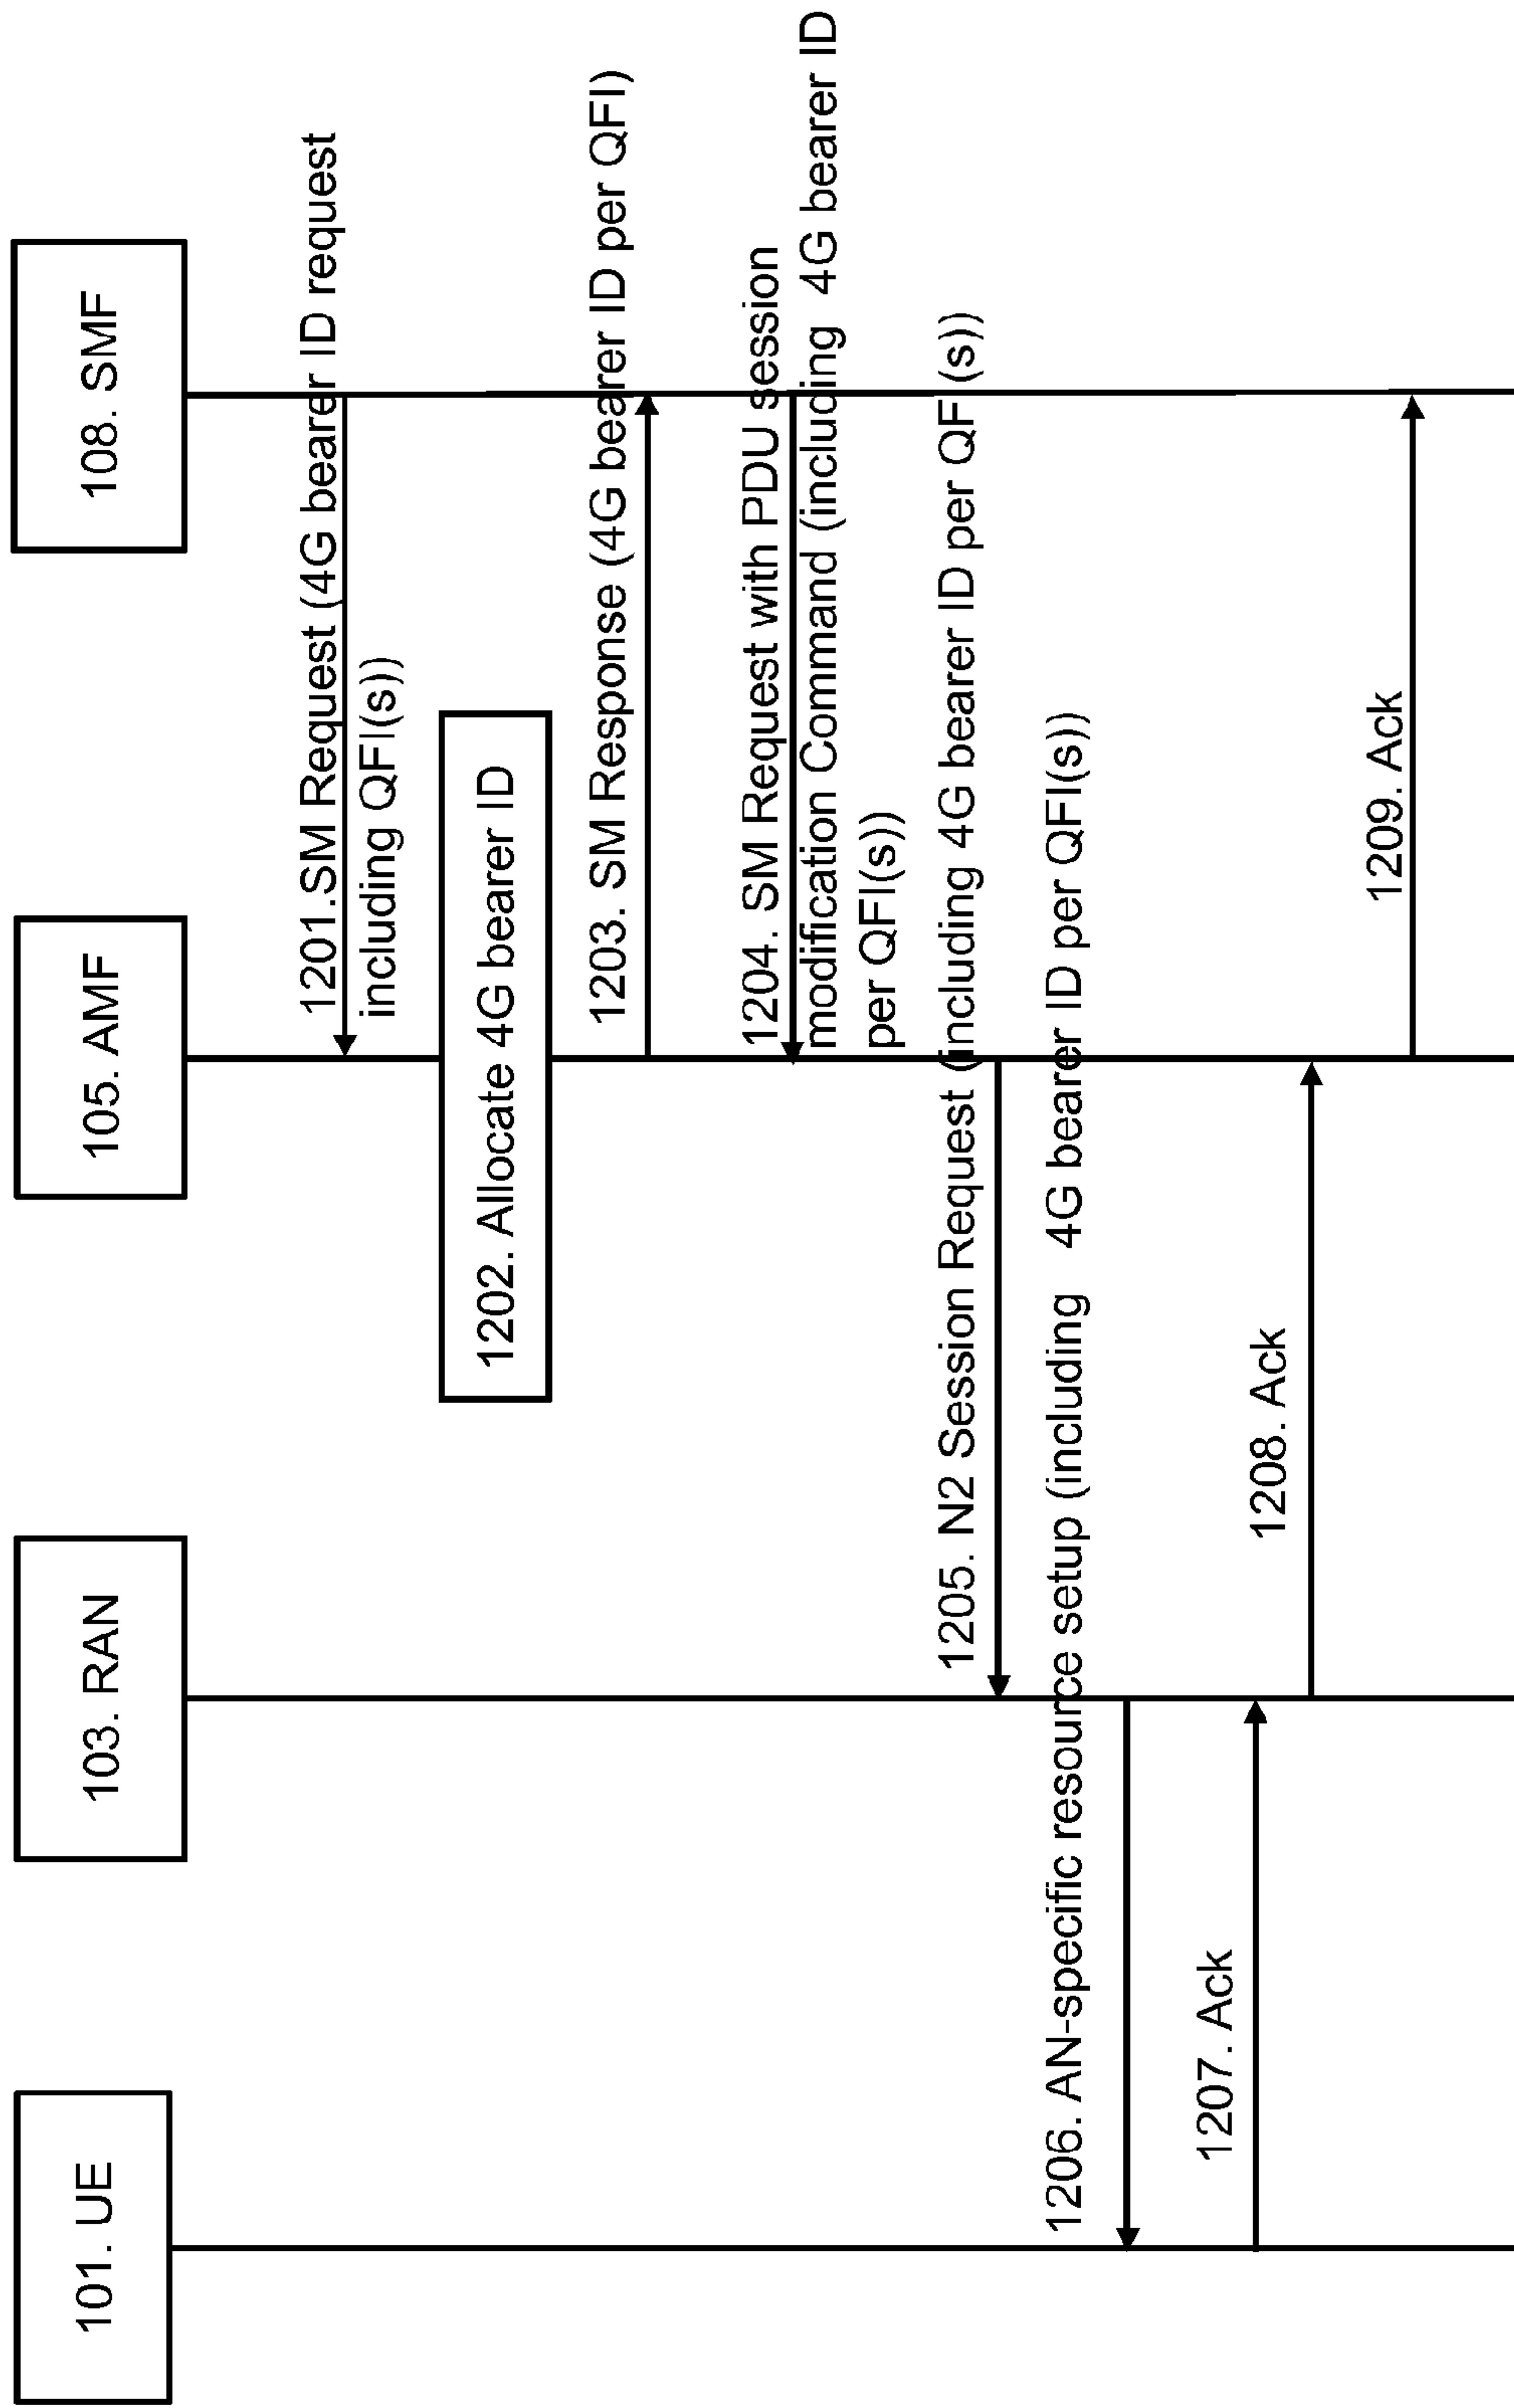 101. UE
103. RAN
105. AMF
108. SMF
1201.SM Request (4G bearer ID request
including QFI(s))
1202. Allocate 4G bearer ID
1203. SM Response (4G bearer ID per QFI)
1204. SM Request with PDU session
modification Command (including 4G bearer ID
per QFI(s))
1205. N2 Session Request (including 4G bearer ID per QFI(s))
1206. AN-specific resource setup (including 4G bearer ID per QFI(s))
1207. Ack
1208. Ack
1209. Ack